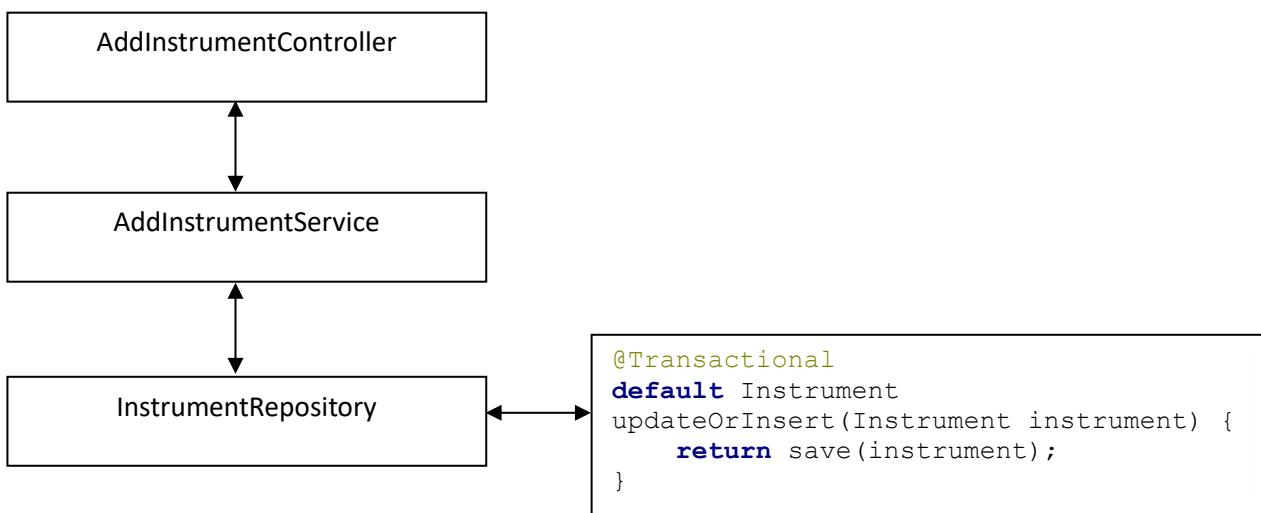 AddInstrumentController
AddInstrumentService
InstrumentRepository
@Transactional
default Instrument
updateOrInsert(Instrument instrument) {
    return save(instrument);
}